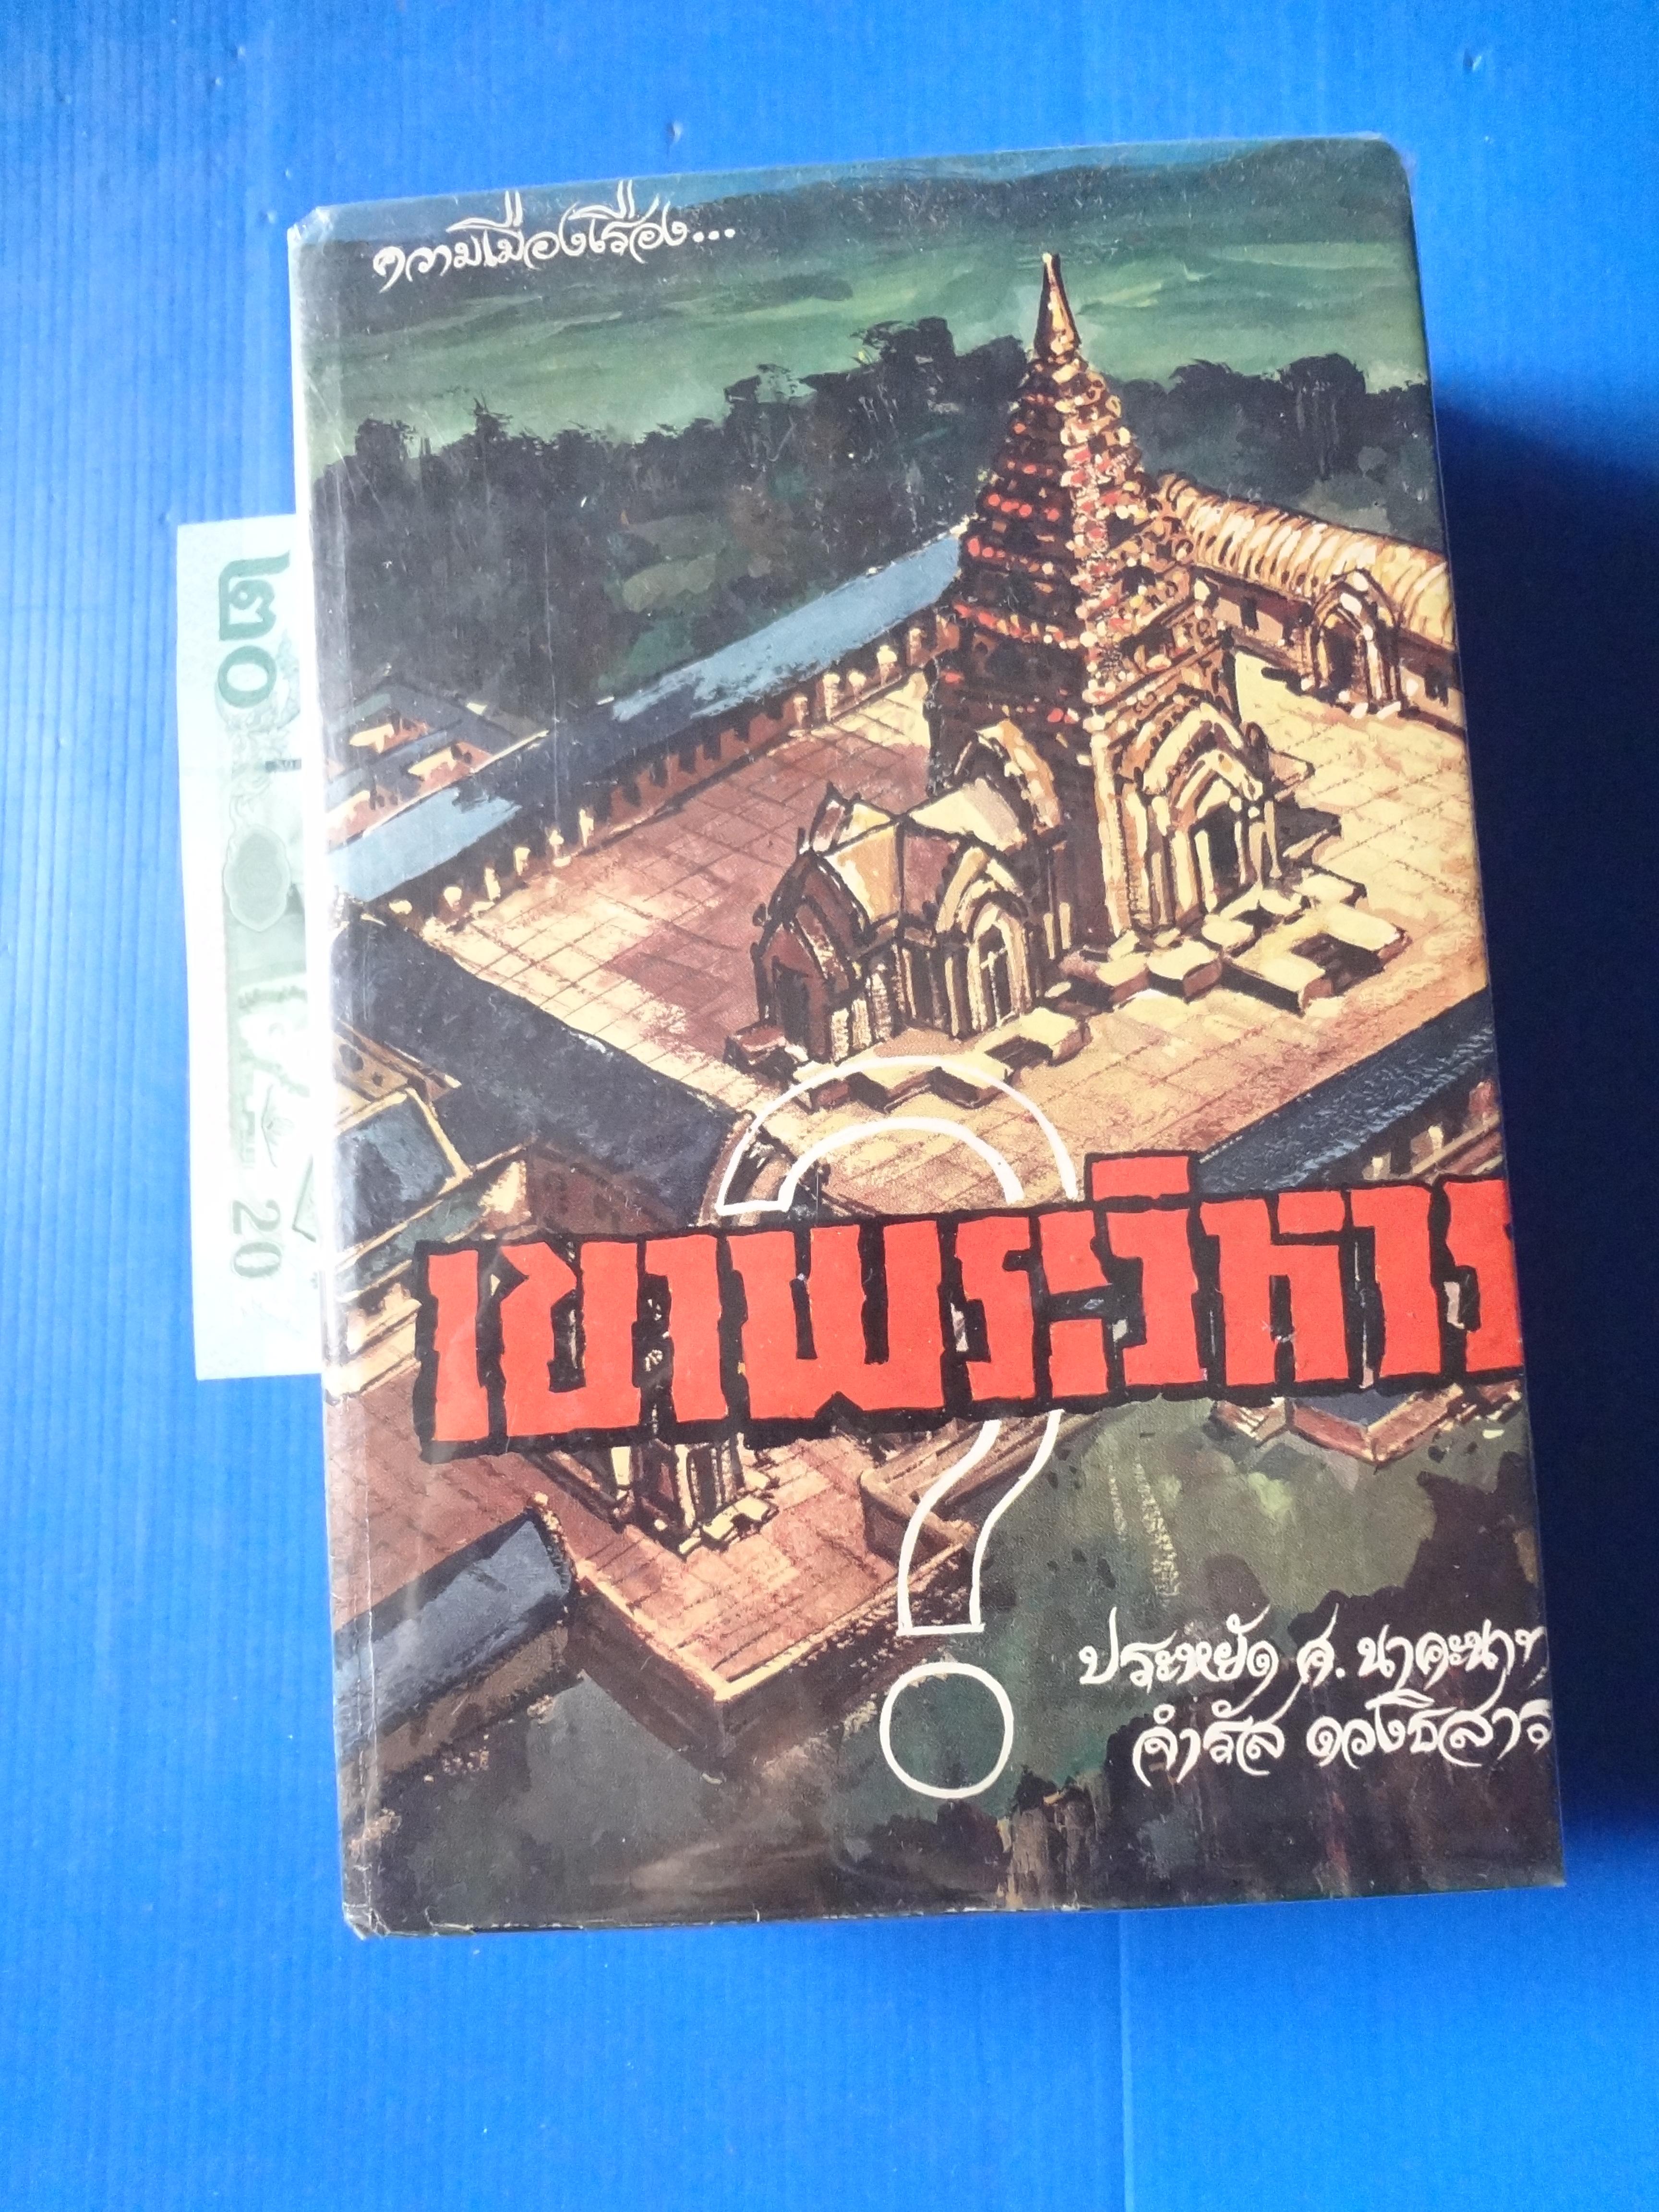 ความเมืองเรื่อง...
เขาพระวิหาร
?
ประหยัด ศ. นาคะนาท
จำรัส ดวงธิสาร
๒๐
20